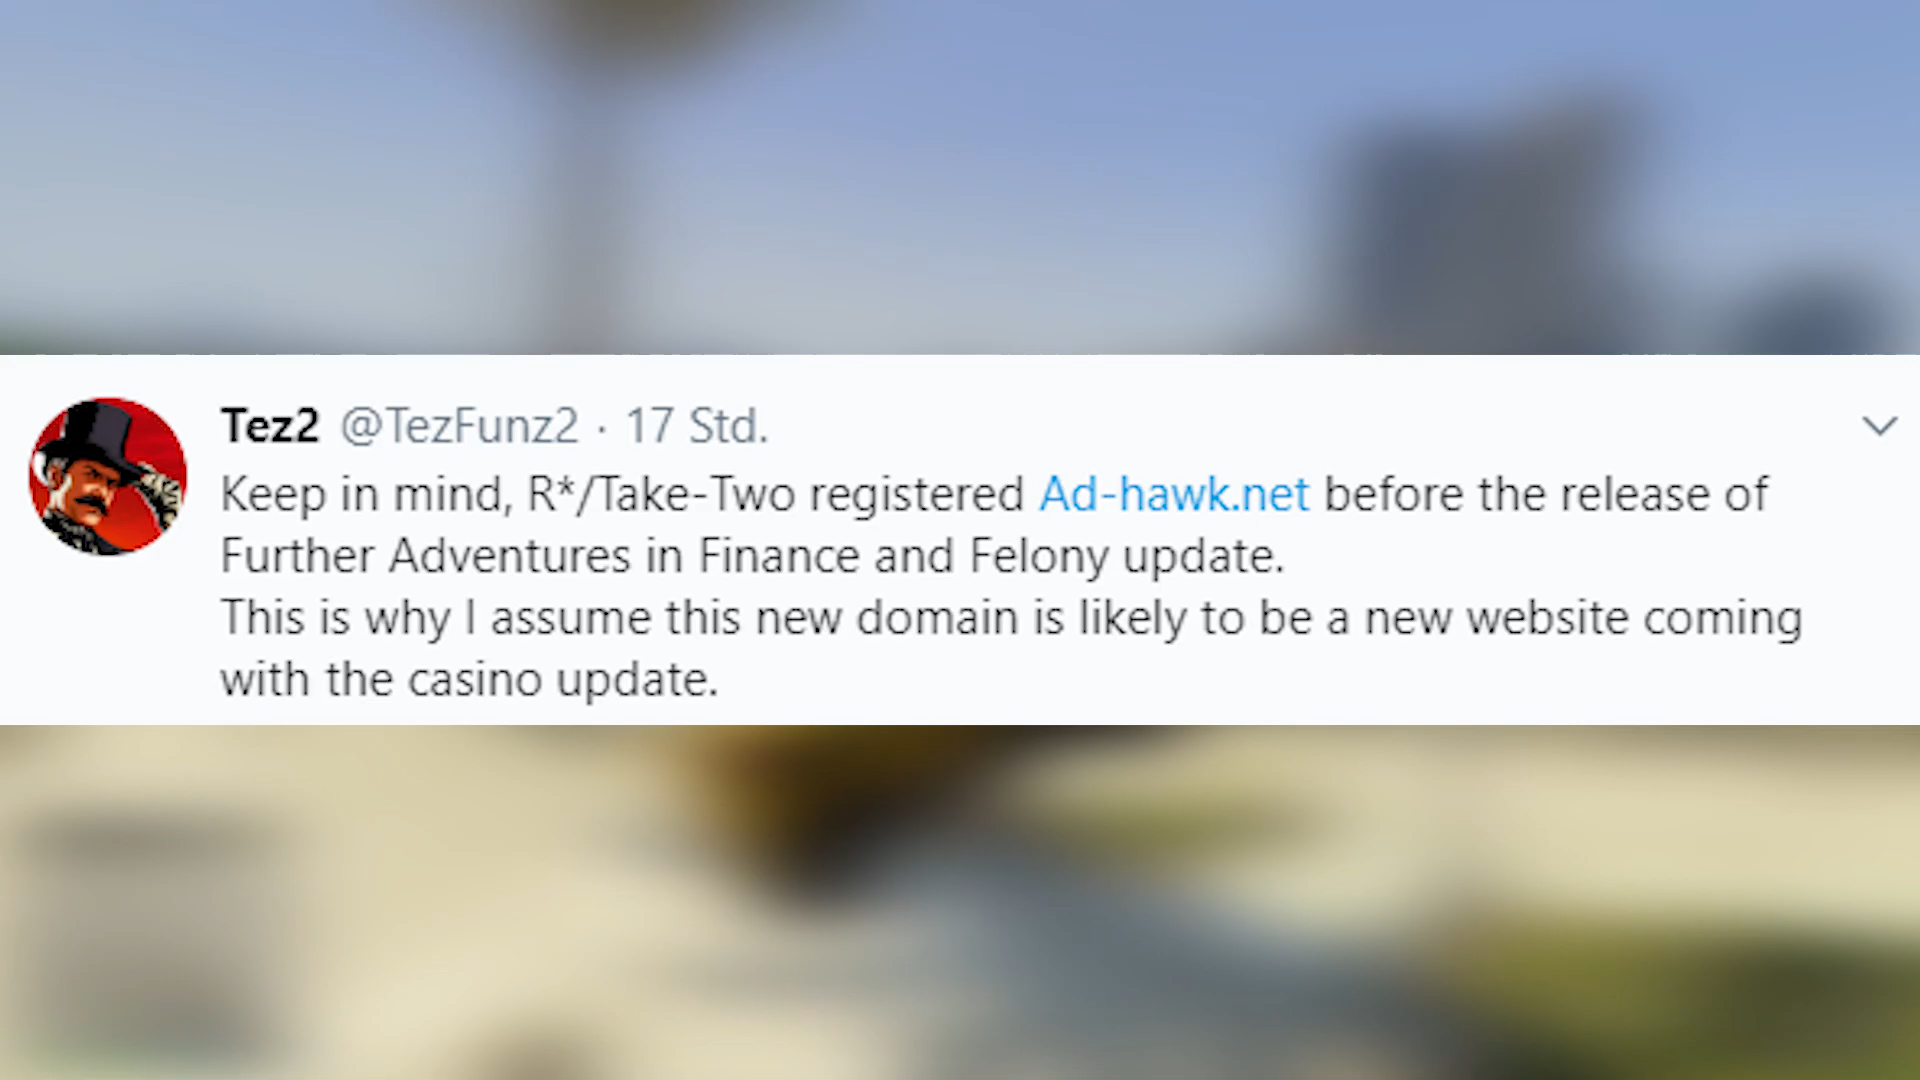 Tez2 @TezFunz2 · 17 Std.
Keep in mind, R*/Take-Two registered Ad-hawk.net before the release of
Further Adventures in Finance and Felony update.
This is why I assume this new domain is likely to be a new website coming
with the casino update.